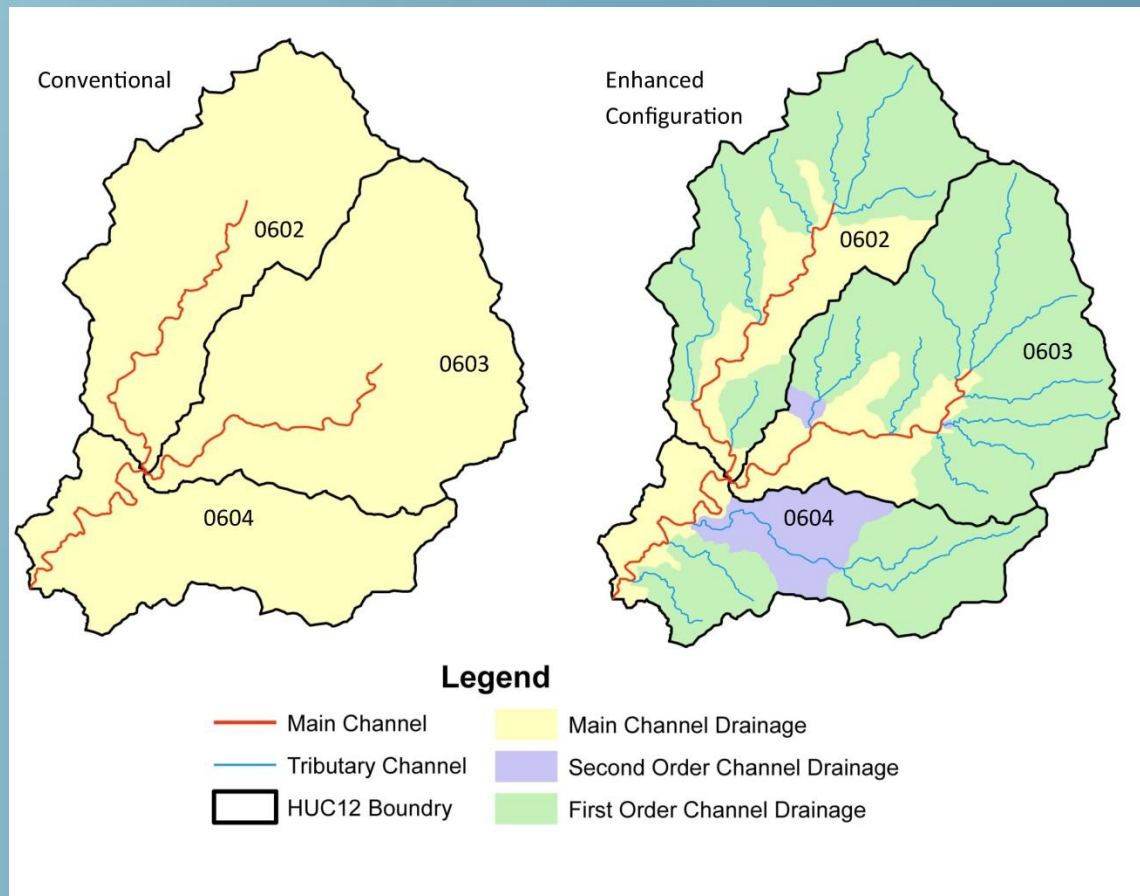 Conventional
0602
0603
0604
Enhanced
Configuration
0602
0603
0604
Legend
Main Channel
Tributary Channel
HUC12 Boundry
Main Channel Drainage
Second Order Channel Drainage
First Order Channel Drainage